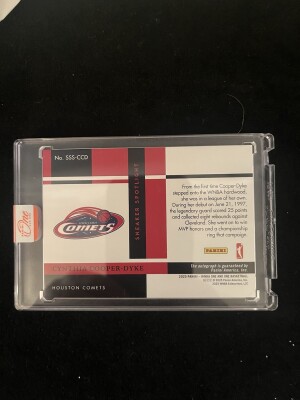 No. SSS-CCD
One
COMETS
SNEAKER SPOTLIGHT
From the first time Cooper-Dyke
stepped onto the WNBA
hardwood,
she was in a league of her own.
During her debut on June 21, 1997,
the legendary guard scored 25 points
and collected eight rebounds against
Cleveland. She went on to win
MVP honors and a championship
ring that campaign.
PANINI
The autograph is guaranteed by
Panini America, Inc.
CYNTHIA COOPER-DYKE
HOUSTON COMETS